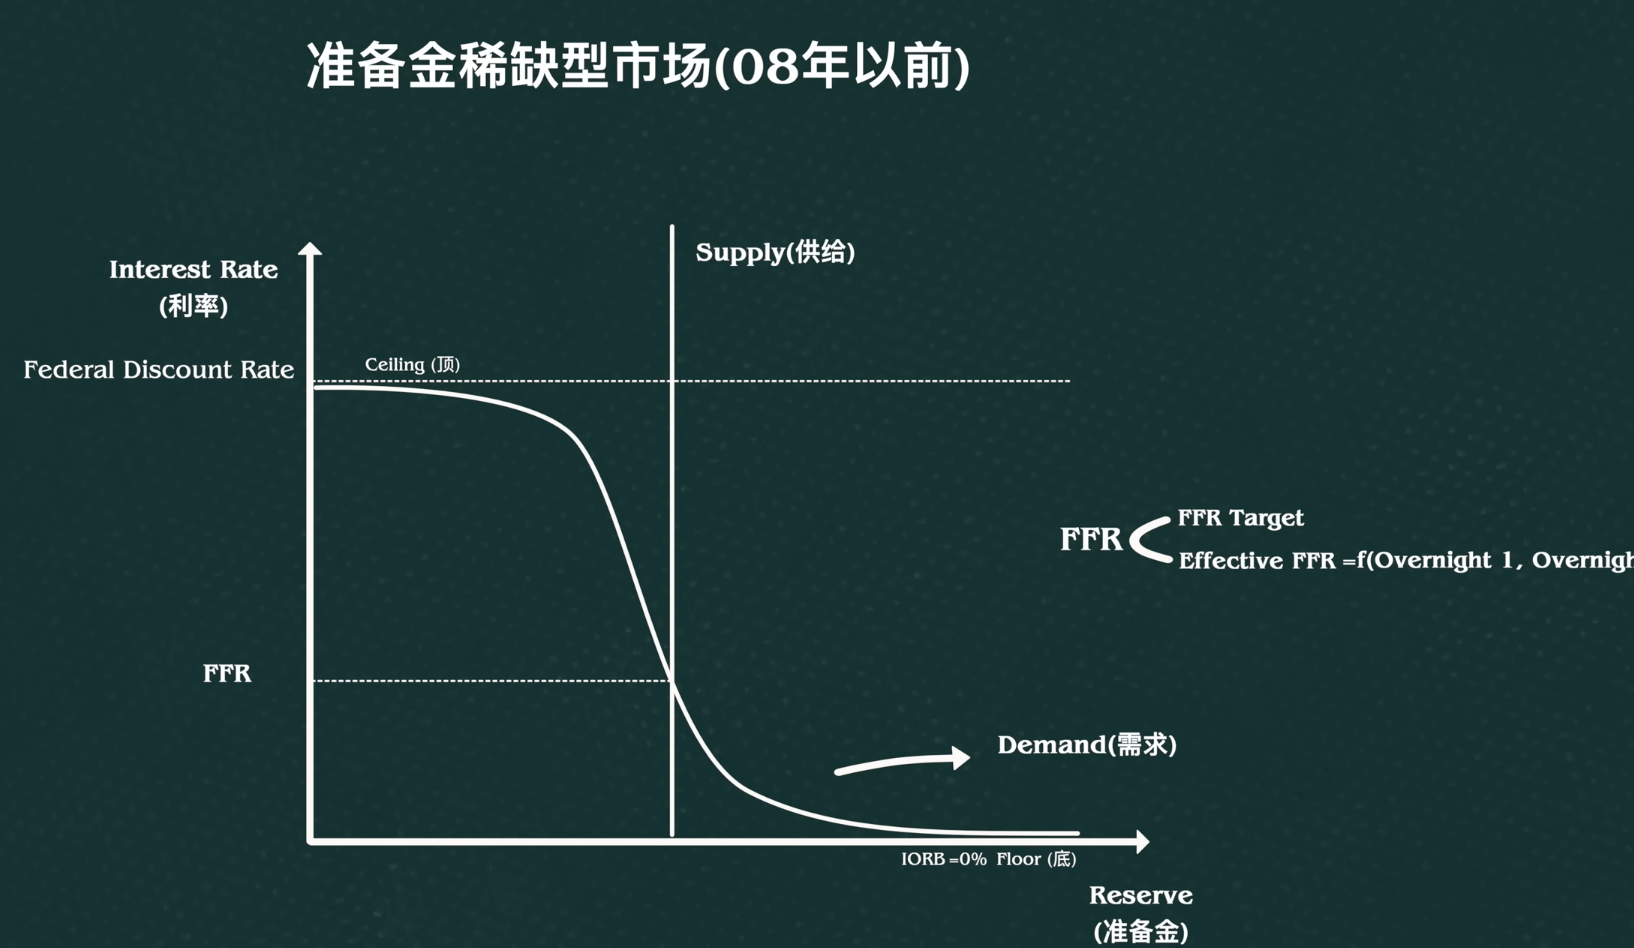 准备金稀缺型市场(08年以前)
Supply(供给)
Interest Rate
(利率)
Federal Discount Rate
Ceiling (顶)
FFR
FFR Target
Effective FFR =f(Overnight 1, Overnigh
FFR
Demand(需求)
IORB =0% Floor (底)
Reserve
(准备金)